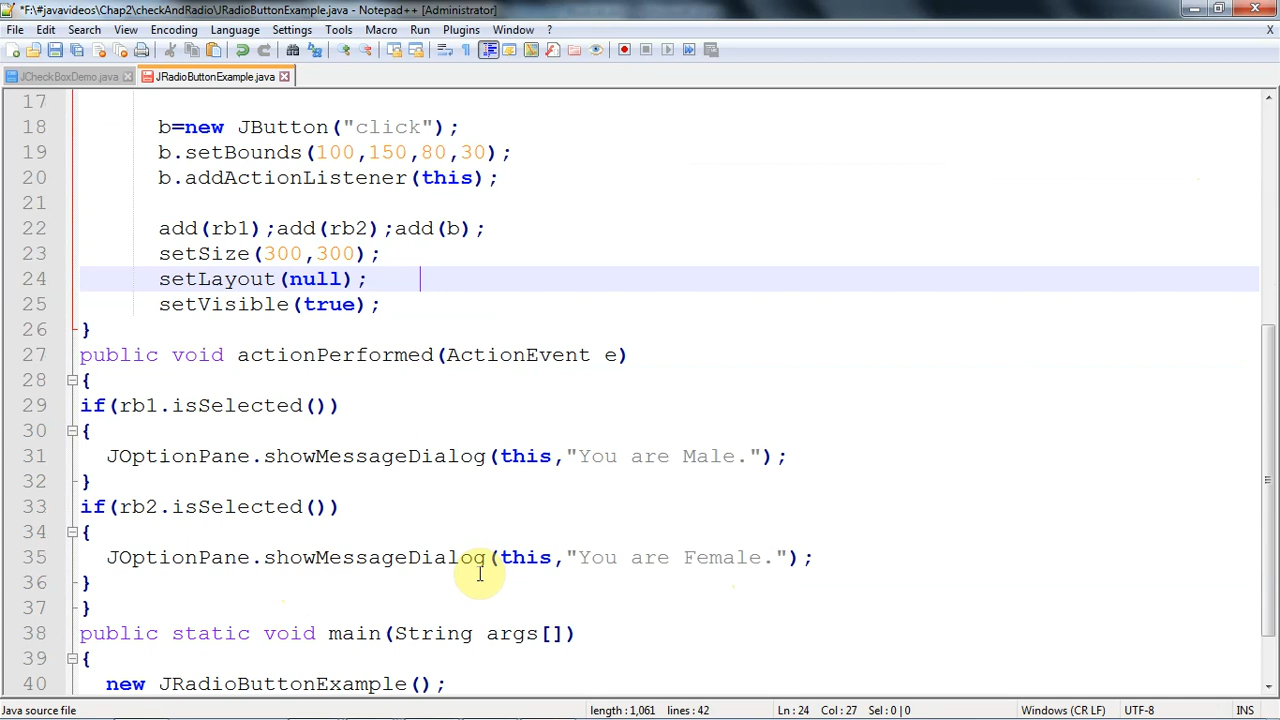 *F:\#javavideos\Chap2\checkAndRadio\JRadioButtonExample.java - Notepad++ [Administrator]
File Edit Search View Encoding Language Settings Tools Macro Run Plugins Window ? X
JCheckBoxDemo.java JRadioButtonExample.java
17
18 b=new JButton("click");
19 b.setBounds(100,150,80,30);
20 b.addActionListener(this);
21
22 add(rb1);add(rb2);add(b);
23 setSize(300,300);
24 setLayout(null);
25 setVisible(true);
26 }
27 public void actionPerformed(ActionEvent e)
28 {
29 if(rb1.isSelected())
30 {
31 JOptionPane.showMessageDialog(this,"You are Male.");
32 }
33 if(rb2.isSelected())
34 {
35 JOptionPane.showMessageDialog(this,"You are Female.");
36 }
37 }
38 public static void main(String args[])
39 {
40 new JRadioButtonExample();
Java source file length : 1,061 lines : 42 Ln : 24 Col : 27 Sel : 0 | 0 Windows (CR LF) UTF-8 INS